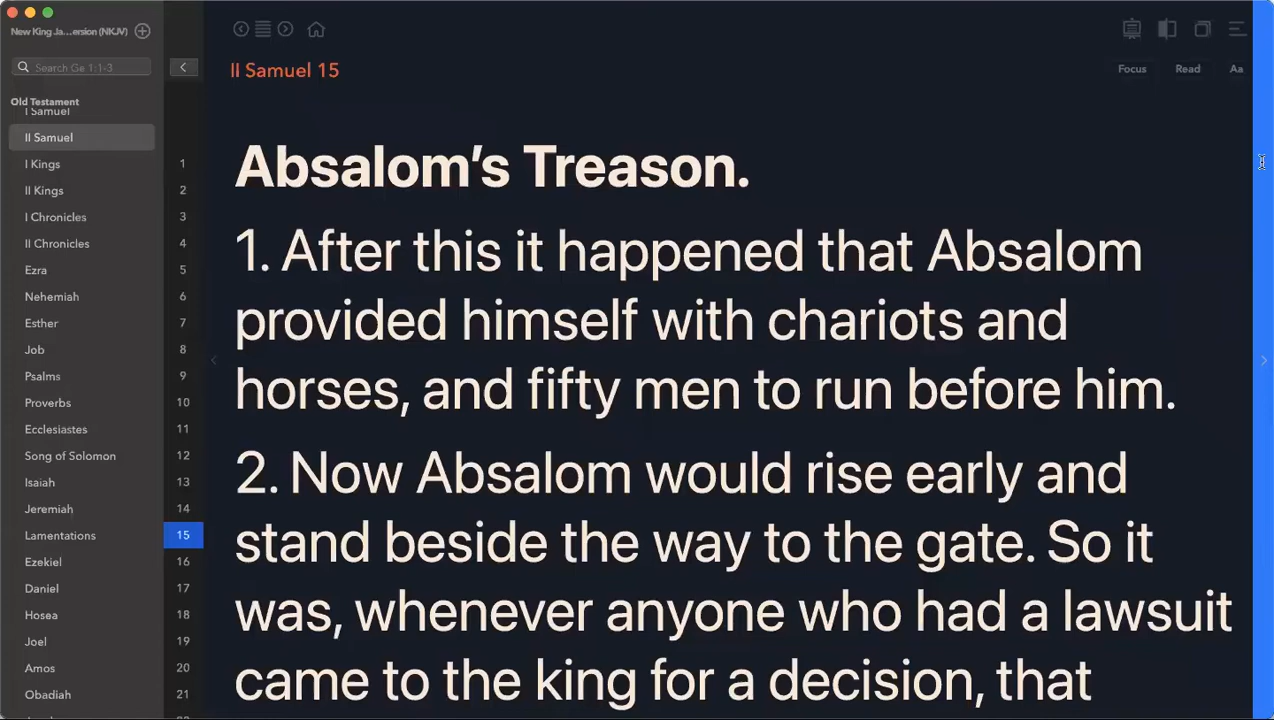 New King Ja...ersion (NKJV)
Search Ge 1:1-3
Old Testament
I Samuel
II Samuel
I Kings
II Kings
I Chronicles
II Chronicles
Ezra
Nehemiah
Esther
Job
Psalms
Proverbs
Ecclesiastes
Song of Solomon
Isaiah
Jeremiah
Lamentations
Ezekiel
Daniel
Hosea
Joel
Amos
Obadiah
1
2
3
4
5
6
7
8
9
10
11
12
13
14
15
16
17
18
19
20
21
II Samuel 15
Focus
Read
Aa
Absalom’s Treason.
1. After this it happened that Absalom
provided himself with chariots and
horses, and fifty men to run before him.
2. Now Absalom would rise early and
stand beside the way to the gate. So it
was, whenever anyone who had a lawsuit
came to the king for a decision, that